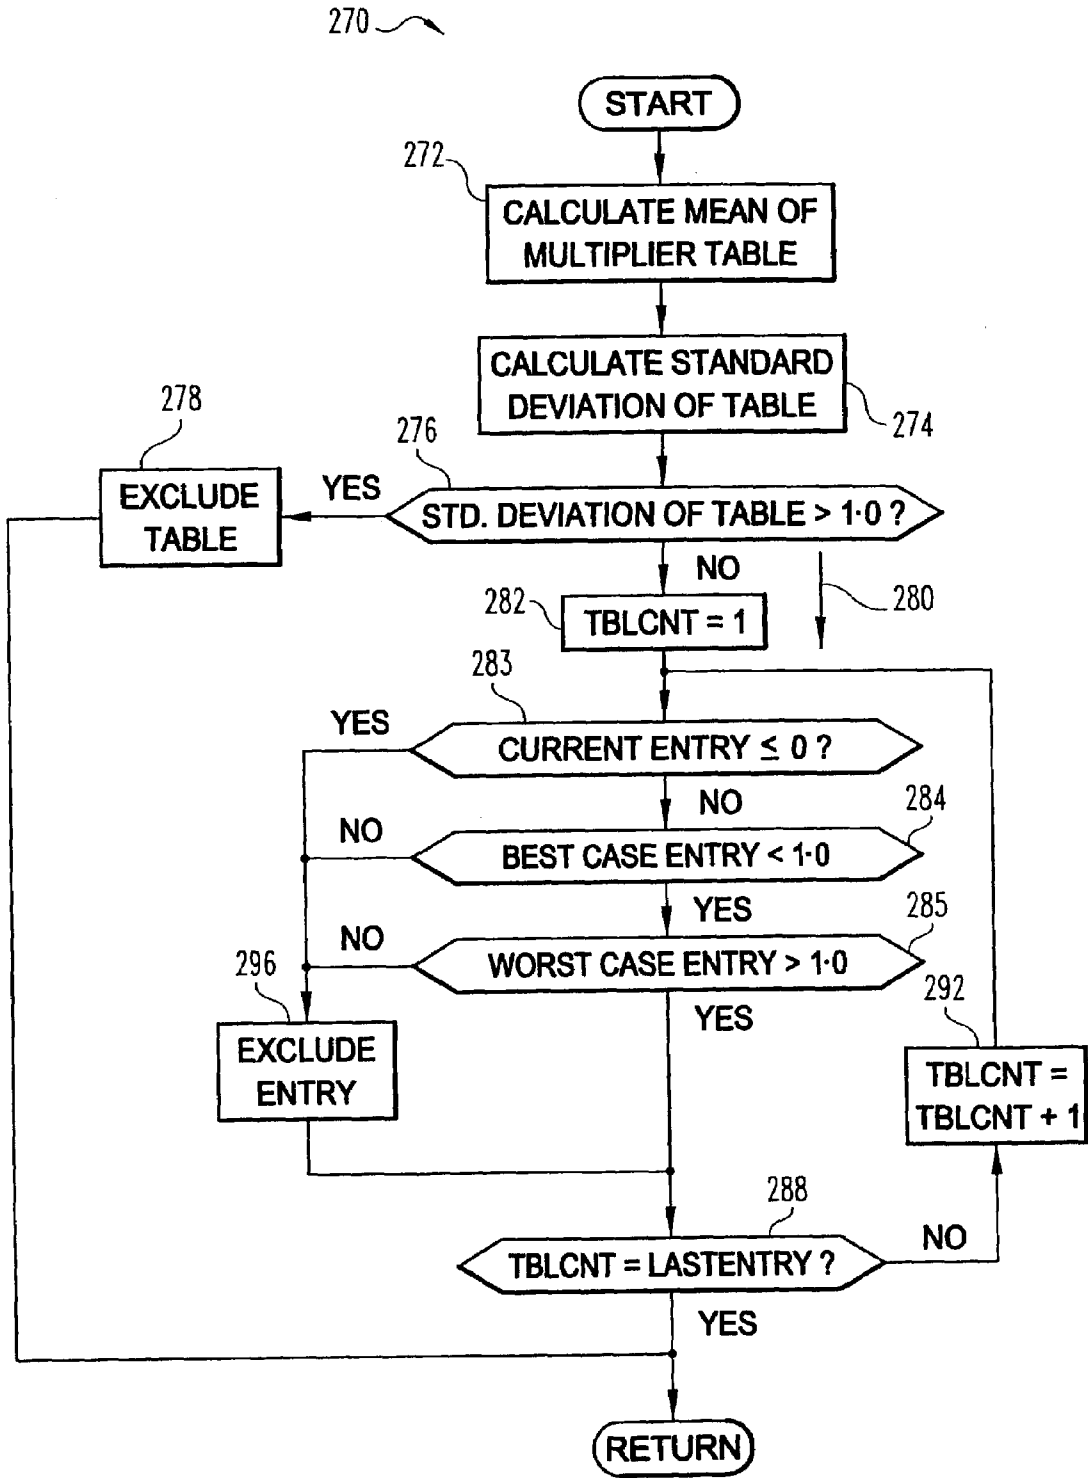 270
START
272
CALCULATE MEAN OF
MULTIPLIER TABLE
CALCULATE STANDARD
DEVIATION OF TABLE
274
278
276
EXCLUDE
TABLE
YES
STD. DEVIATION OF TABLE > 1·0 ?
NO
280
282
TBLCNT = 1
283
YES
CURRENT ENTRY ≤ 0 ?
NO
284
NO
BEST CASE ENTRY < 1·0
YES
285
NO
WORST CASE ENTRY > 1·0
YES
296
EXCLUDE
ENTRY
292
TBLCNT =
TBLCNT + 1
288
TBLCNT = LASTENTRY ?
NO
YES
RETURN